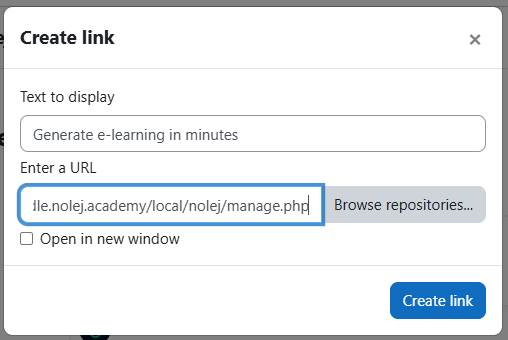 Create link
×
Text to display
Generate e-learning in minutes
Enter a URL
dle.nolej.academy/local/nolej/manage.php
Browse repositories...
Open in new window
Create link